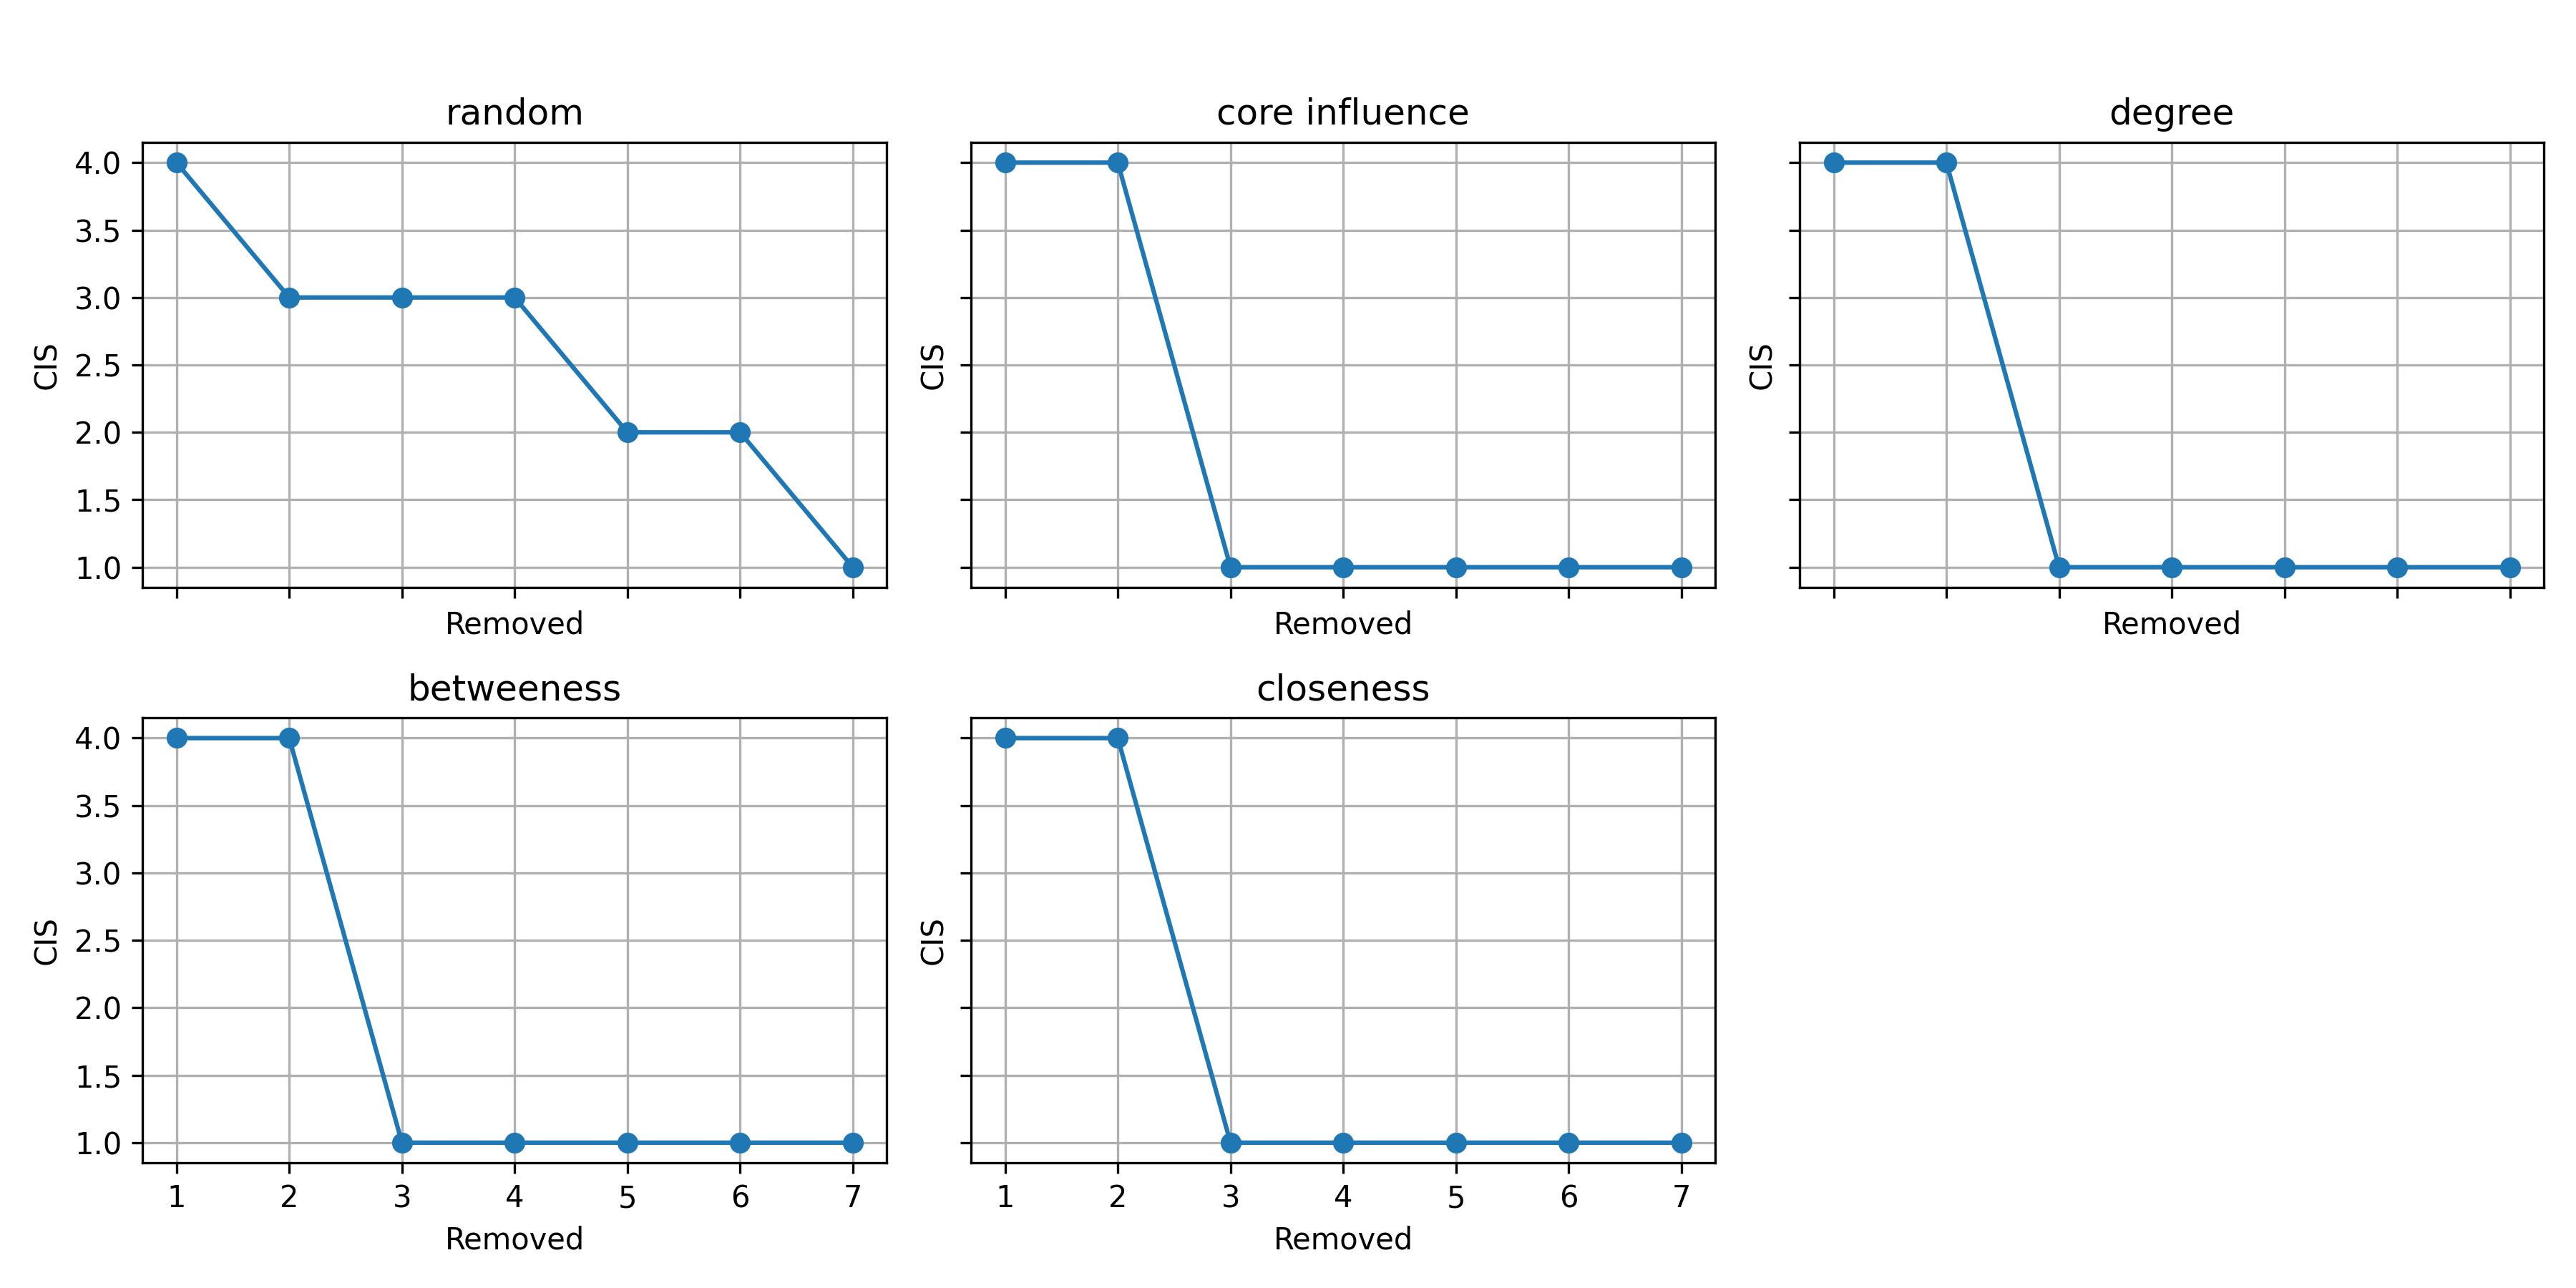 random
4.0
3.5
3.0
2.5
2.0
1.5
1.0
CIS
Removed
core influence
CIS
Removed
degree
CIS
Removed
betweeness
4.0
3.5
3.0
2.5
2.0
1.5
1.0
CIS
1 2 3 4 5 6 7
Removed
closeness
CIS
1 2 3 4 5 6 7
Removed